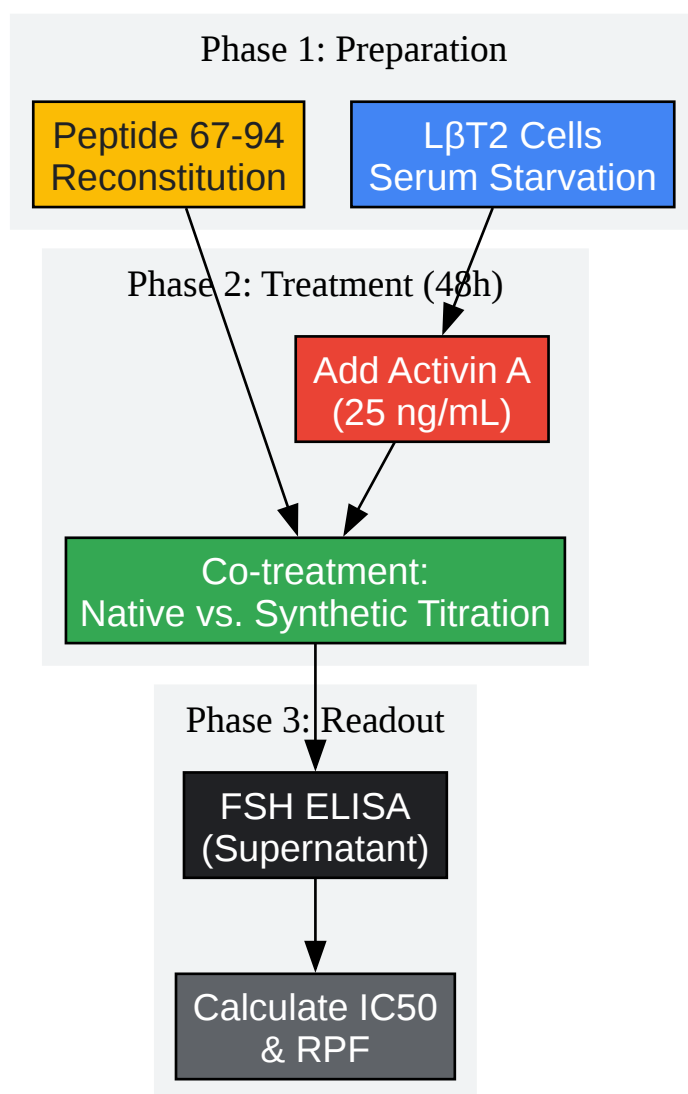 Phase 1: Preparation
Peptide 67-94
Reconstitution
LβT2 Cells
Serum Starvation
Phase 2: Treatment (48h)
Add Activin A
(25 ng/mL)
Co-treatment:
Native vs. Synthetic Titration
Phase 3: Readout
FSH ELISA
(Supernatant)
Calculate IC50
& RPF